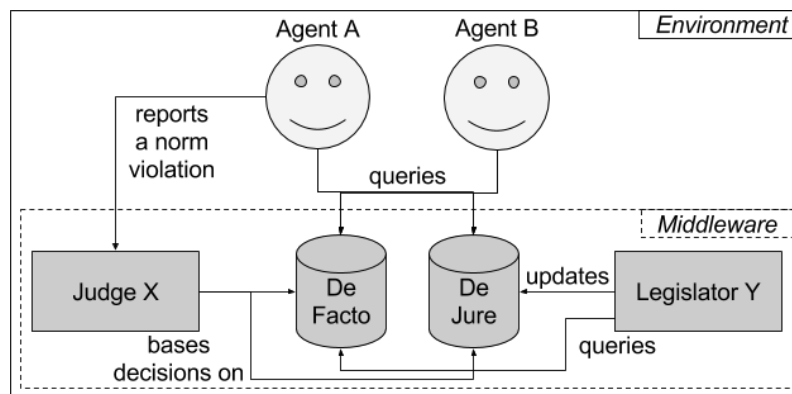 Agent A
Agent B
Environment
reports
a norm
violation
queries
Middleware
Judge X
De
Facto
De
Jure
updates
Legislator Y
bases
decisions on
queries